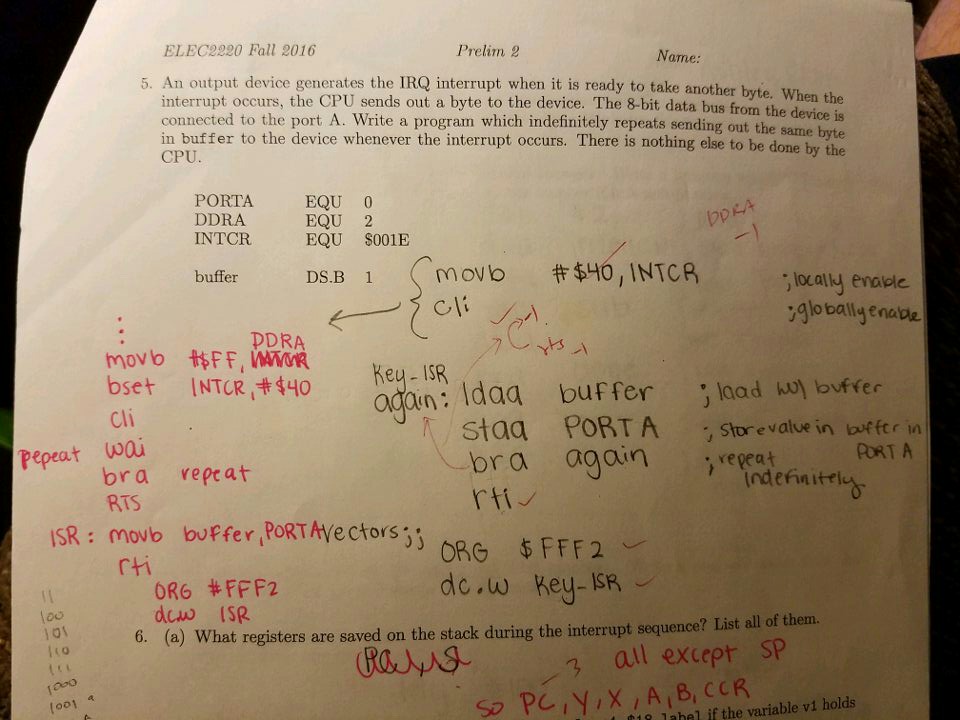 ELEC2220 Fall 2016 Prelim 2 Name:
5. An output device generates the IRQ interrupt when it is ready to take another byte. When the
interrupt occurs, the CPU sends out a byte to the device. The 8-bit data bus from the device is
connected to the port A. Write a program which indefinitely repeats sending out the same byte
in buffer to the device whenever the interrupt occurs. There is nothing else to be done by the
CPU.
PORTA EQU 0
DDRA EQU 2
INTCR EQU $001E
DDRA
-1
buffer DS.B 1
movb #$40, INTCR ;locally enable
cli ;globally enable
-1
rts -1
⋮
DDRA
movb #$FF,
bset INTCR, #$40
cli
repeat wai
bra repeat
RTS
ISR: movb buffer, PORTA
rti
ORG #FFF2
dc.w ISR
Key-ISR
again: ldaa buffer ; load w/ buffer
staa PORTA ; store value in buffer in
PORTA
bra again ; repeat
indefinitely
rti
vectors;;
ORG $FFF2
dc.w Key-ISR
11
100
101
110
111
1000
1001
6. (a) What registers are saved on the stack during the interrupt sequence? List all of them.
-3 all except SP
so PC, Y, X, A, B, CCR
$18, label if the variable v1 holds